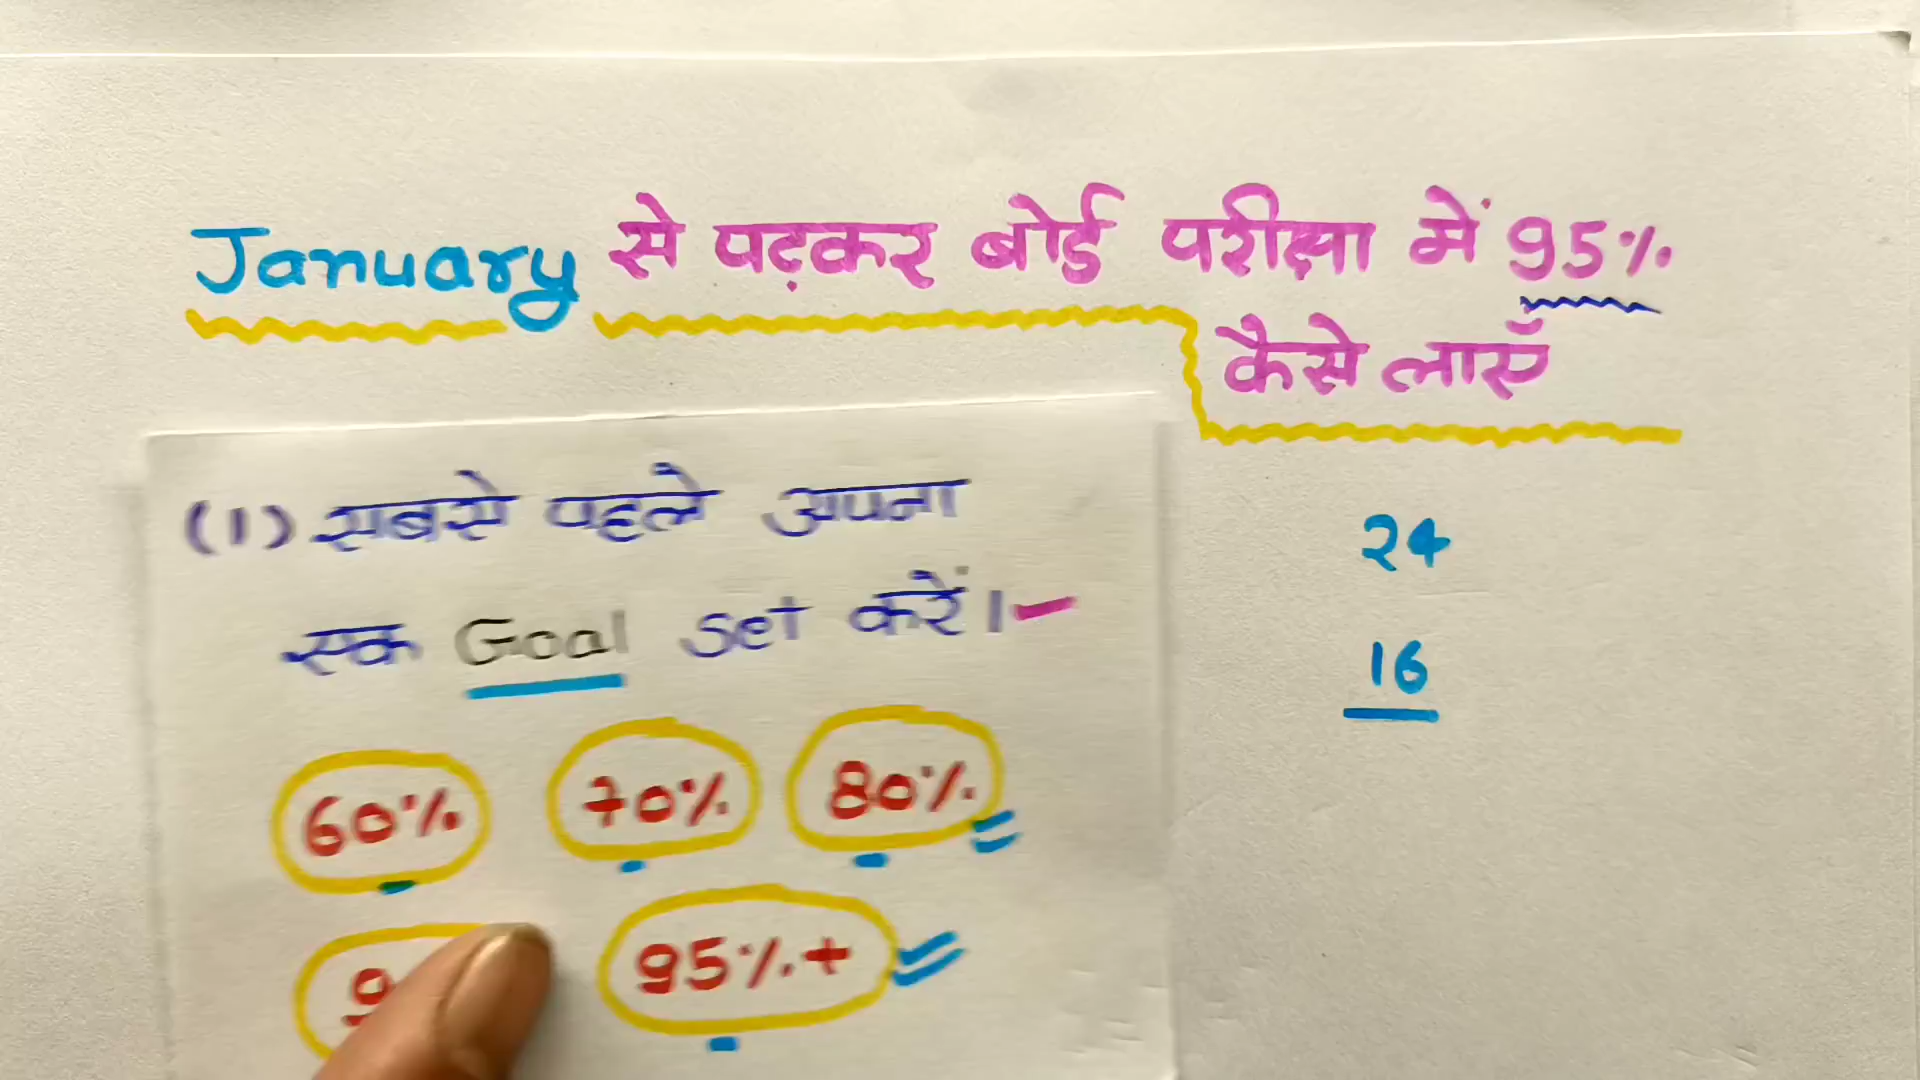 January से पढ़कर बोर्ड परीक्षा में 95%
कैसे लाएँ
(1) सबसे पहले अपना
एक Goal set करें।
60% 70% 80%
95%+
24
16